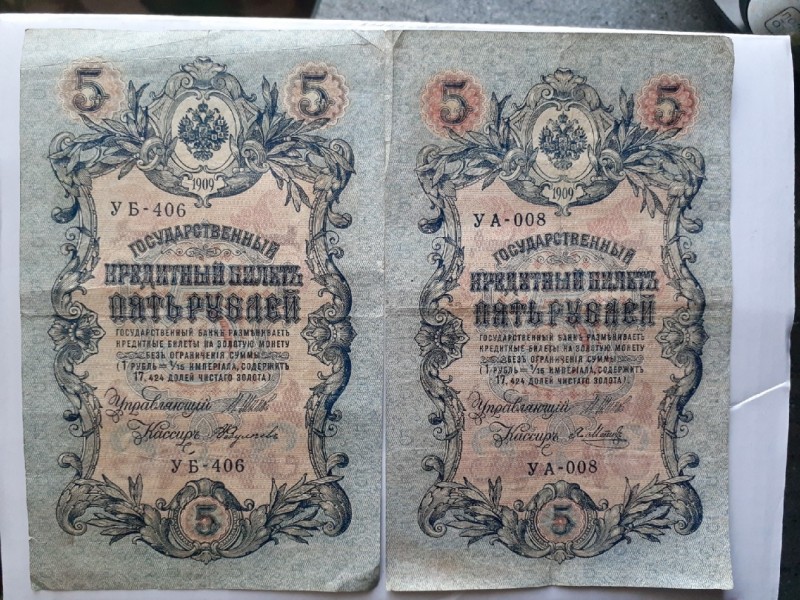 5 5
1909
УБ-406
ГОСУДАРСТВЕННЫЙ
КРЕДИТНЫЙ БИЛЕТЪ
ПЯТЬ РУБЛЕЙ
ГОСУДАРСТВЕННЫЙ БАНКЪ РАЗМѢНИВАЕТЪ
КРЕДИТНЫЕ БИЛЕТЫ НА ЗОЛОТУЮ МОНЕТУ
БЕЗЪ ОГРАНИЧЕНІЯ СУММЫ
(1 РУБЛЬ = 1/15 ИМПЕРІАЛА, СОДЕРЖИТЪ
17,424 ДОЛЕЙ ЧИСТАГО ЗОЛОТА).
Управляющій
Кассиръ
УБ-406
5
5 5
1909
УА-008
ГОСУДАРСТВЕННЫЙ
КРЕДИТНЫЙ БИЛЕТЪ
ПЯТЬ РУБЛЕЙ
ГОСУДАРСТВЕННЫЙ БАНКЪ РАЗМѢНИВАЕТЪ
КРЕДИТНЫЕ БИЛЕТЫ НА ЗОЛОТУЮ МОНЕТУ
БЕЗЪ ОГРАНИЧЕНІЯ СУММЫ
(1 РУБЛЬ = 1/15 ИМПЕРІАЛА, СОДЕРЖИТЪ
17,424 ДОЛЕЙ ЧИСТАГО ЗОЛОТА).
Управляющій
Кассиръ
УА-008
5